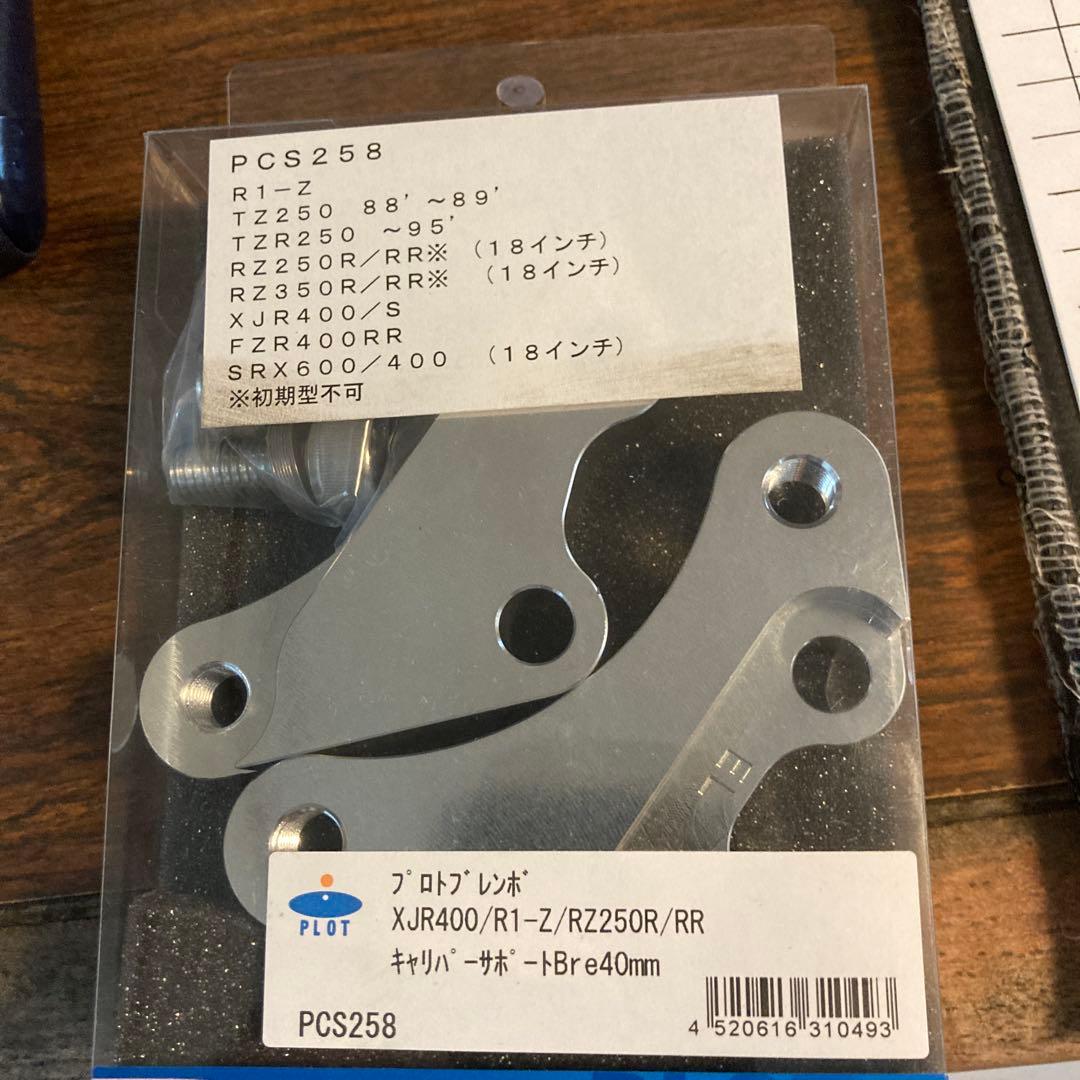 PCS258
R1-Z
TZ250 88'~89'
TZR250 ~95'
RZ250R/RR※ (18インチ)
RZ350R/RR※ (18インチ)
XJR400/S
FZR400RR
SRX600/400 (18インチ)
※初期型不可
PLOT
プロトブレンボ
XJR400/R1-Z/RZ250R/RR
キャリパーサポートBre40mm
PCS258
4 520616 310493